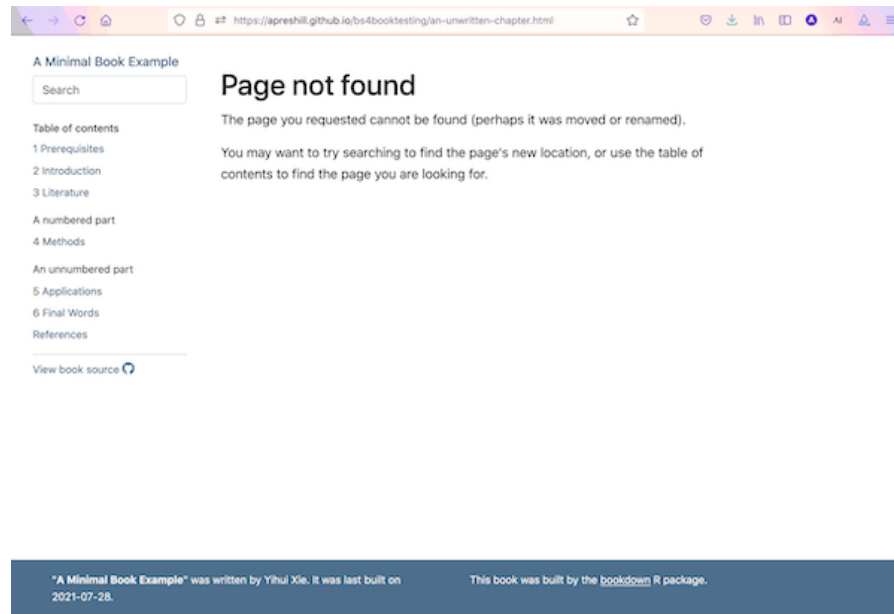 https://apreshill.github.io/bs4booktesting/an-unwritten-chapter.html
A Minimal Book Example
Search
Table of contents
1 Prerequisites
2 Introduction
3 Literature
A numbered part
4 Methods
An unnumbered part
5 Applications
6 Final Words
References
View book source
Page not found
The page you requested cannot be found (perhaps it was moved or renamed).
You may want to try searching to find the page's new location, or use the table of
contents to find the page you are looking for.
"A Minimal Book Example" was written by Yihui Xie. It was last built on
2021-07-28.
This book was built by the bookdown R package.